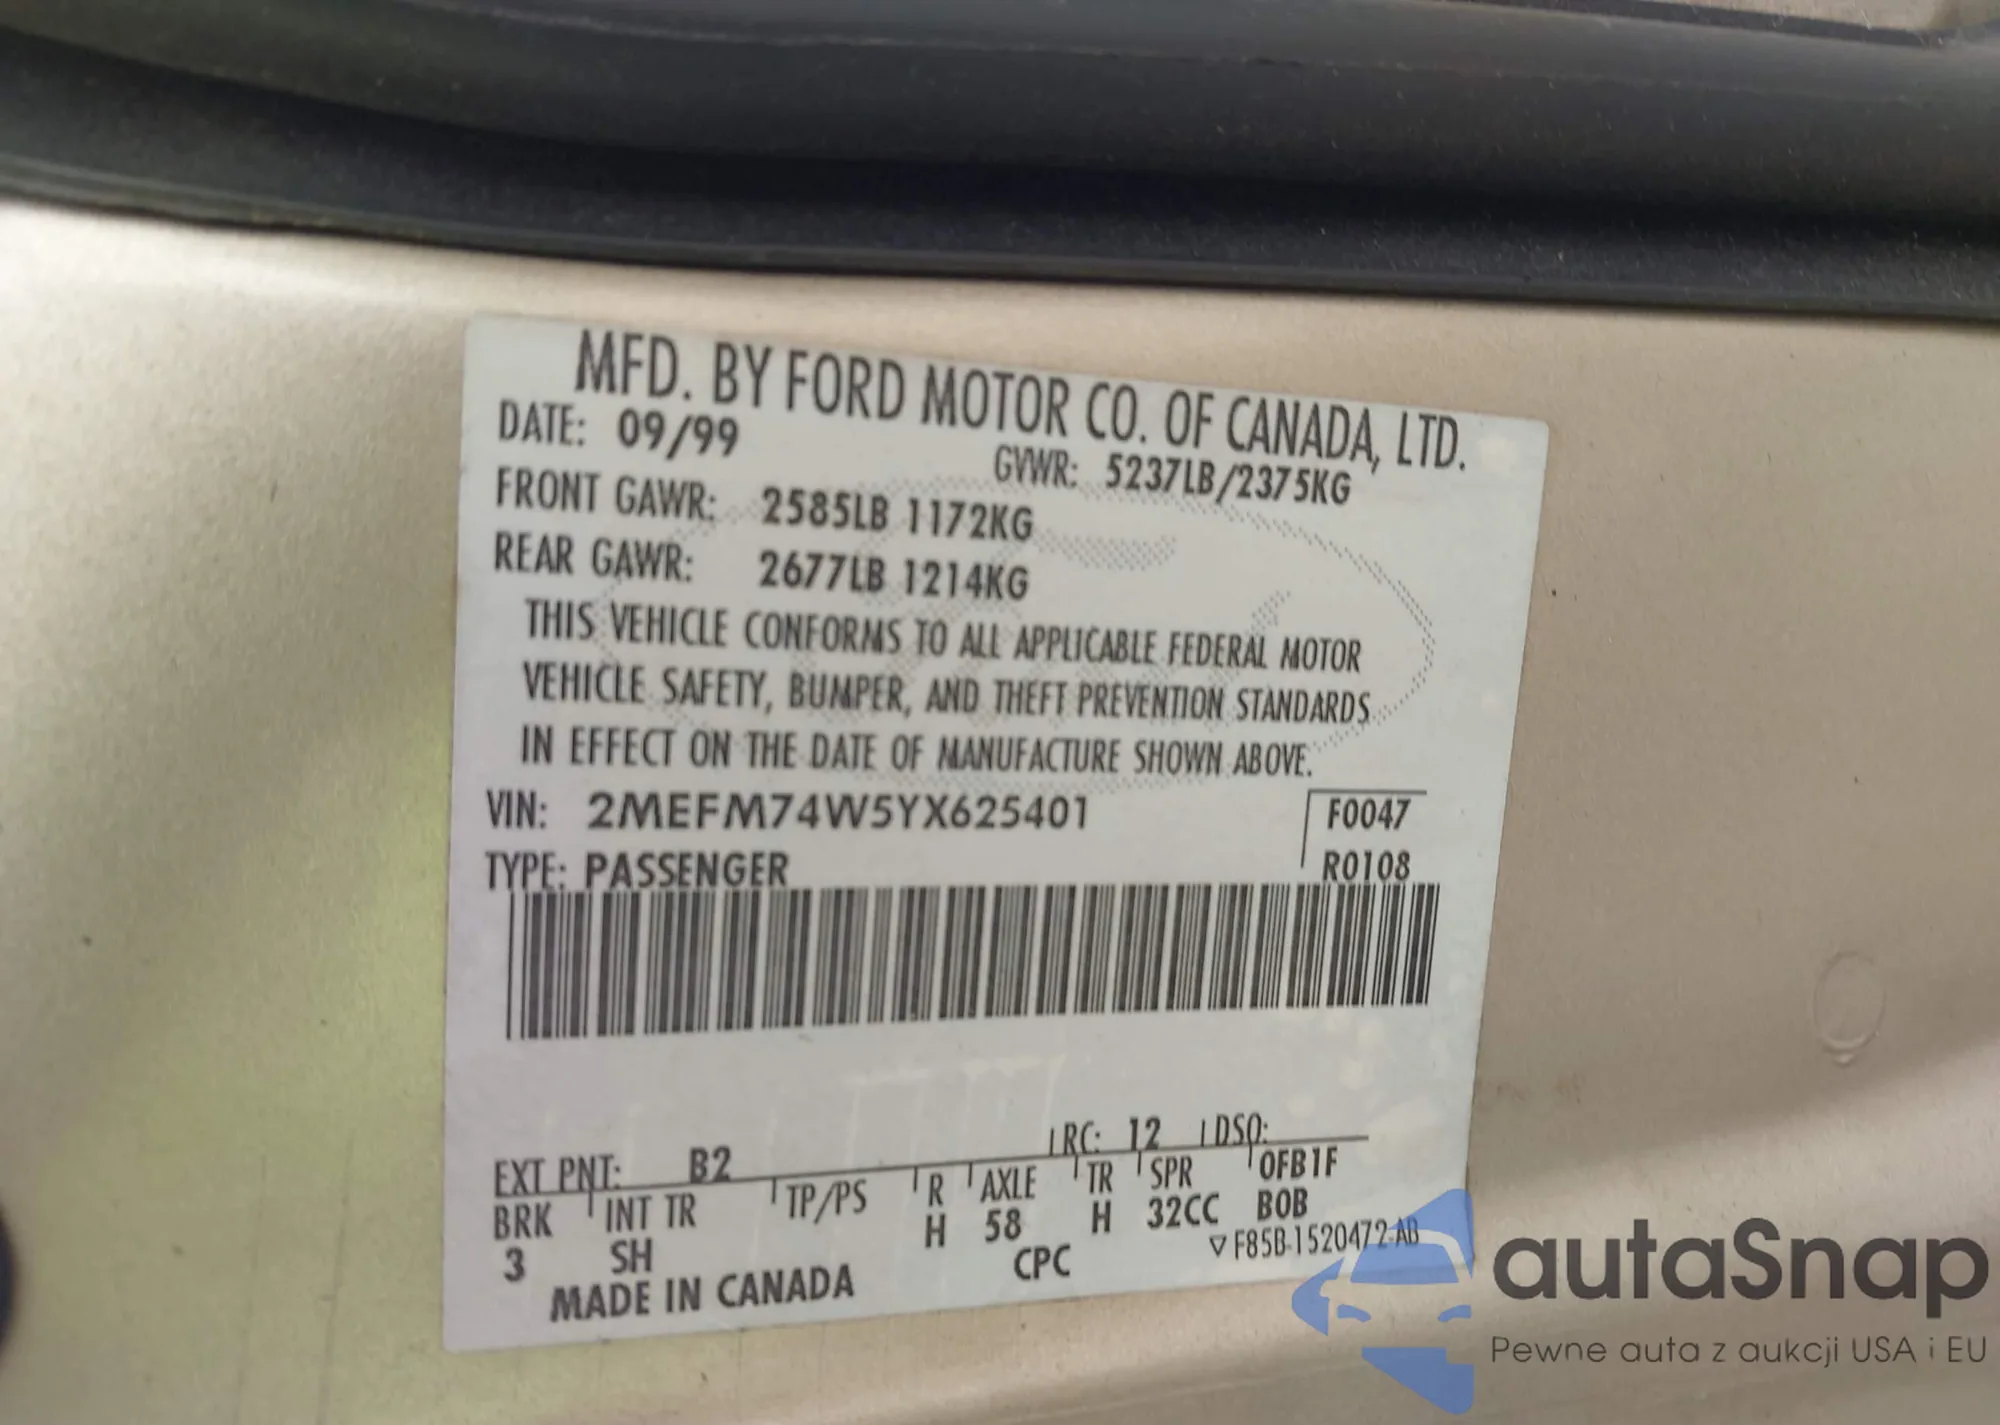 MFD. BY FORD MOTOR CO. OF CANADA, LTD.
DATE: 09/99
GVWR: 5237LB/2375KG
FRONT GAWR: 2585LB 1172KG
REAR GAWR: 2677LB 1214KG
THIS VEHICLE CONFORMS TO ALL APPLICABLE FEDERAL MOTOR
VEHICLE SAFETY, BUMPER, AND THEFT PREVENTION STANDARDS
IN EFFECT ON THE DATE OF MANUFACTURE SHOWN ABOVE.
VIN: 2MEFM74W5YX625401
F0047
TYPE: PASSENGER
R0108
EXT PNT: B2 RC: 12 DSO:
BRK INT TR TP/PS R AXLE TR SPR OFB1F
3 SH H 58 H 32CC BOB
MADE IN CANADA CPC ▽ F85B-1520472-AB
autaSnap
Pewne auta z aukcji USA i EU